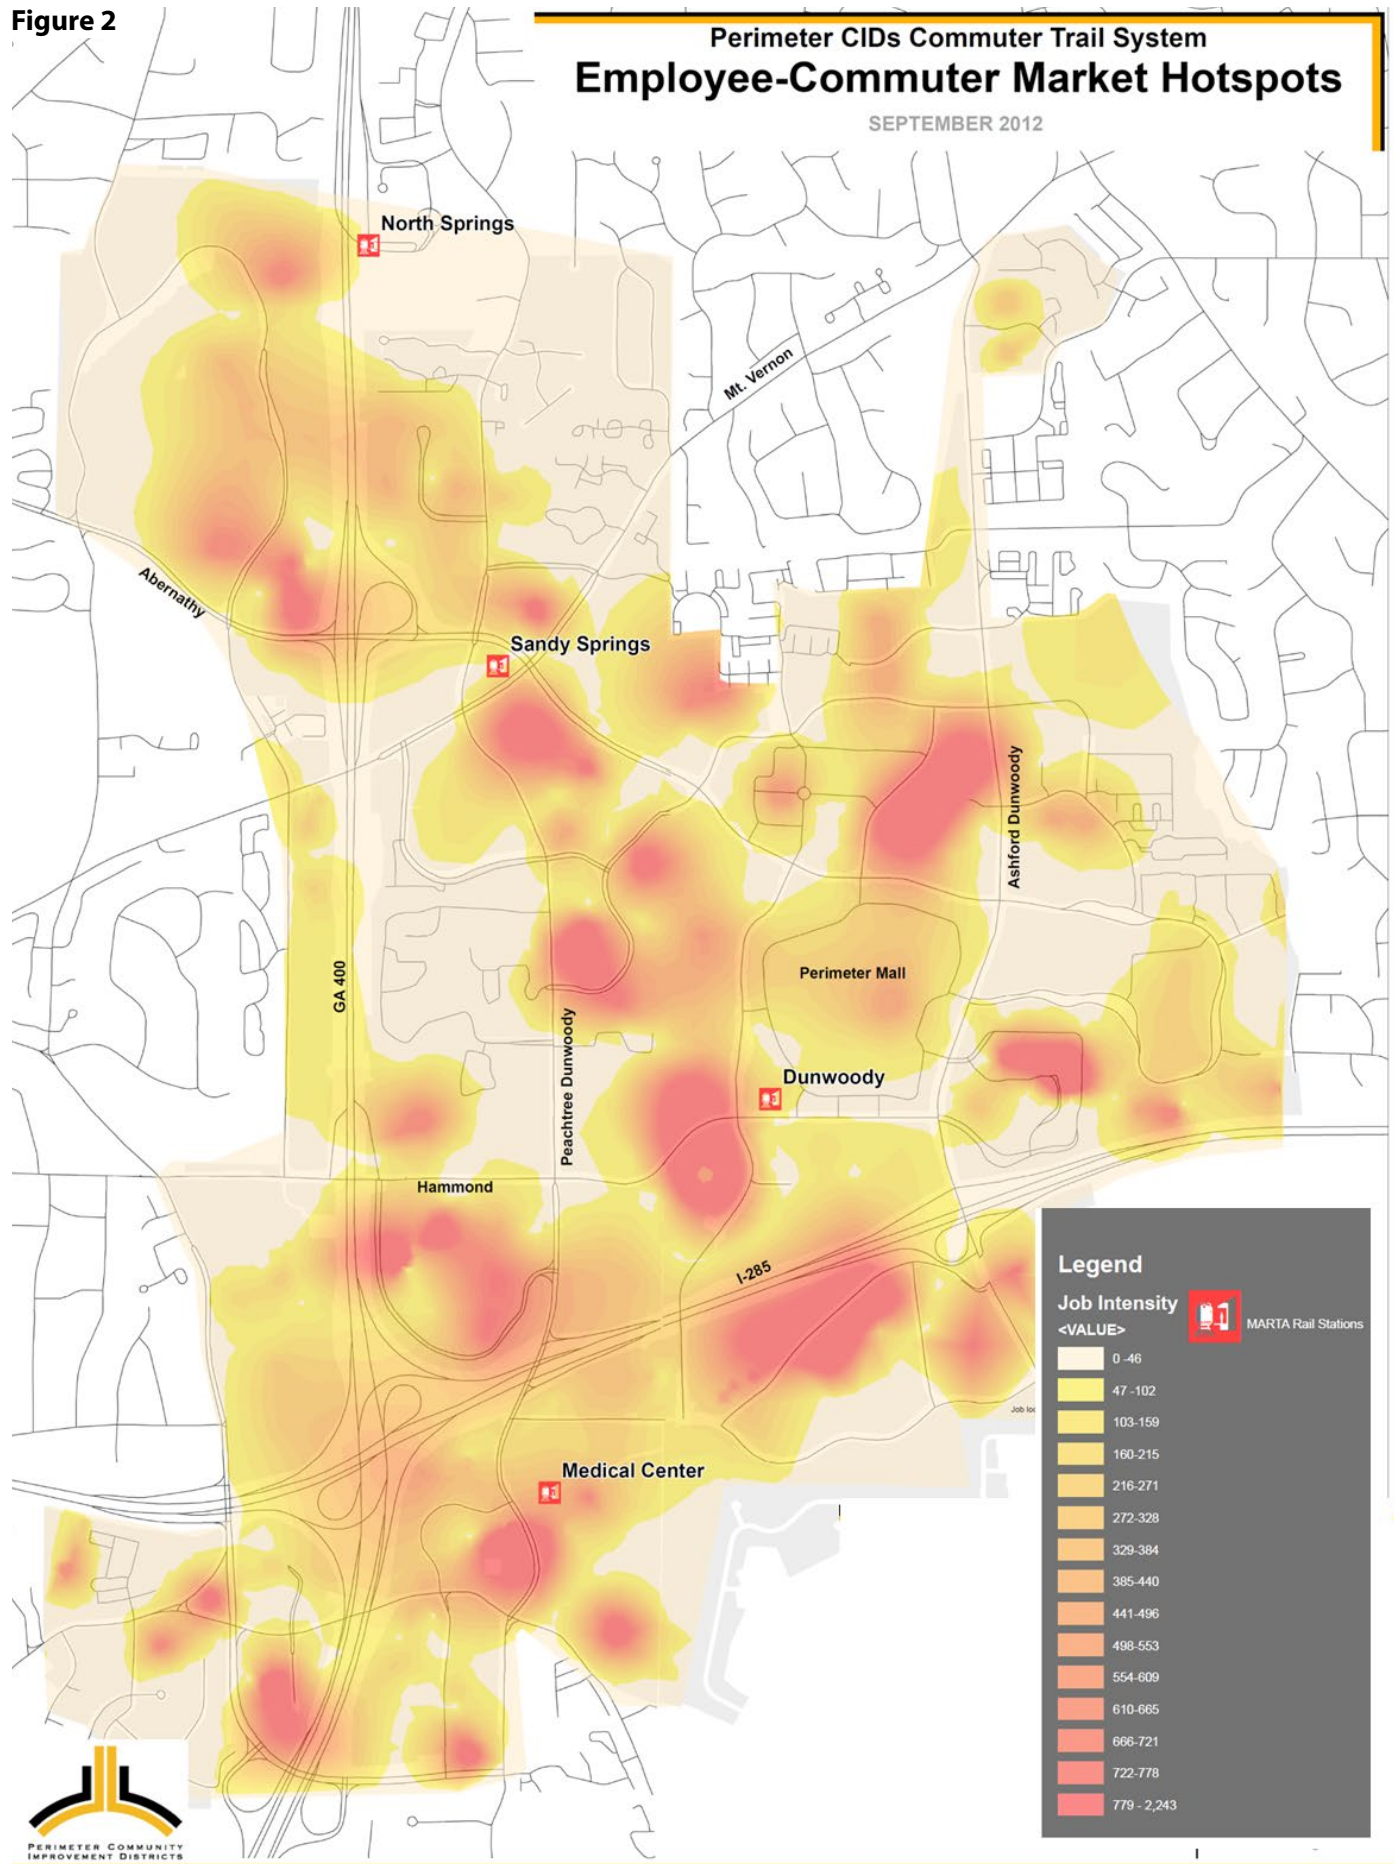 Figure 2
Perimeter CIDs Commuter Trail System
Employee-Commuter Market Hotspots
SEPTEMBER 2012
North Springs
Mt. Vernon
Abernathy
Sandy Springs
Ashford Dunwoody
GA 400
Perimeter Mall
Peachtree Dunwoody
Dunwoody
Hammond
I-285
Medical Center
Job loc
Legend
Job Intensity
<VALUE>
MARTA Rail Stations
0 -46
47 -102
103-159
160-215
216-271
272-328
329-384
385-440
441-496
498-553
554-609
610-665
666-721
722-778
779 - 2,243
PERIMETER COMMUNITY
IMPROVEMENT DISTRICTS